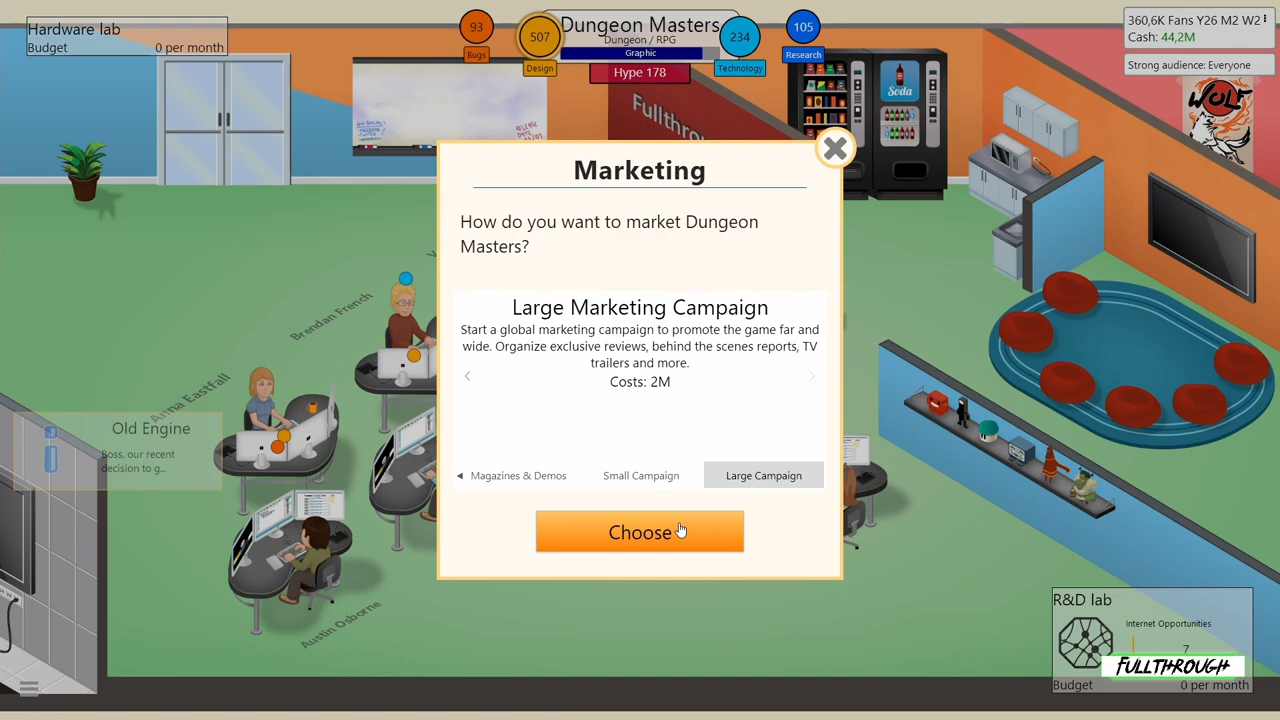 Hardware lab
Budget 0 per month
93
Bugs
507
Design
Dungeon Masters
Dungeon / RPG
Graphic
Hype 178
234
Technology
105
Research
360,6K Fans Y26 M2 W2
Cash: 44,2M
Strong audience: Everyone
Soda
WOLF
RELEASE
Fullthro
Marketing
How do you want to market Dungeon
Masters?
Large Marketing Campaign
Start a global marketing campaign to promote the game far and
wide. Organize exclusive reviews, behind the scenes reports, TV
trailers and more.
Costs: 2M
Magazines & Demos Small Campaign Large Campaign
Choose
Brendan French
Anna Eastfall
Austin Osborne
Old Engine
Boss, our recent
decision to g...
R&D lab
Internet Opportunities
7
FULLTHROUGH
Budget 0 per month